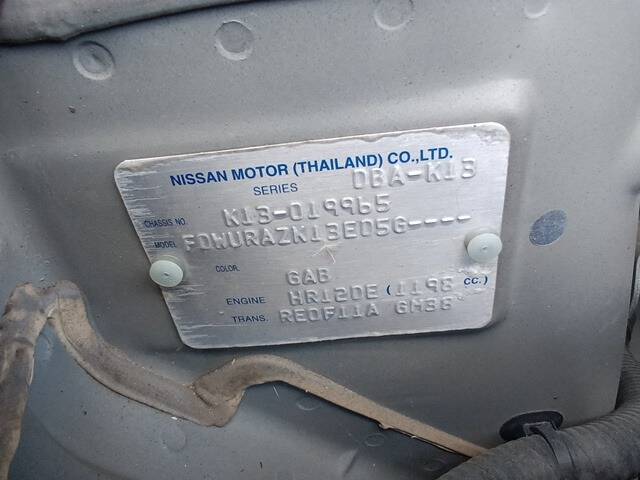 NISSAN MOTOR (THAILAND) CO.,LTD.
SERIES DBA-K13
CHASSIS NO. K13-019965
MODEL FDWURAZK13EDSG----
COLOR. GAB
ENGINE HR12DE (1198 CC.)
TRANS. RE0F11A GH38